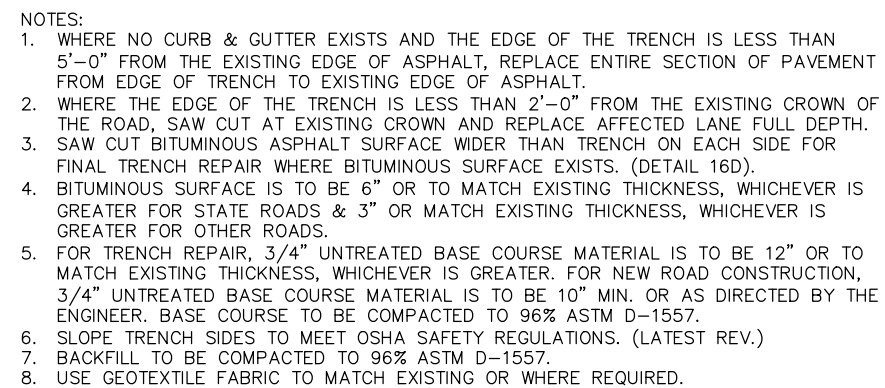 NOTES:
1. WHERE NO CURB & GUTTER EXISTS AND THE EDGE OF THE TRENCH IS LESS THAN
5'–0" FROM THE EXISTING EDGE OF ASPHALT, REPLACE ENTIRE SECTION OF PAVEMENT
FROM EDGE OF TRENCH TO EXISTING EDGE OF ASPHALT.
2. WHERE THE EDGE OF THE TRENCH IS LESS THAN 2'–0" FROM THE EXISTING CROWN OF
THE ROAD, SAW CUT AT EXISTING CROWN AND REPLACE AFFECTED LANE FULL DEPTH.
3. SAW CUT BITUMINOUS ASPHALT SURFACE WIDER THAN TRENCH ON EACH SIDE FOR
FINAL TRENCH REPAIR WHERE BITUMINOUS SURFACE EXISTS. (DETAIL 16D).
4. BITUMINOUS SURFACE IS TO BE 6" OR TO MATCH EXISTING THICKNESS, WHICHEVER IS
GREATER FOR STATE ROADS & 3" OR MATCH EXISTING THICKNESS, WHICHEVER IS
GREATER FOR OTHER ROADS.
5. FOR TRENCH REPAIR, 3/4" UNTREATED BASE COURSE MATERIAL IS TO BE 12" OR TO
MATCH EXISTING THICKNESS, WHICHEVER IS GREATER. FOR NEW ROAD CONSTRUCTION,
3/4" UNTREATED BASE COURSE MATERIAL IS TO BE 10" MIN. OR AS DIRECTED BY THE
ENGINEER. BASE COURSE TO BE COMPACTED TO 96% ASTM D–1557.
6. SLOPE TRENCH SIDES TO MEET OSHA SAFETY REGULATIONS. (LATEST REV.)
7. BACKFILL TO BE COMPACTED TO 96% ASTM D–1557.
8. USE GEOTEXTILE FABRIC TO MATCH EXISTING OR WHERE REQUIRED.